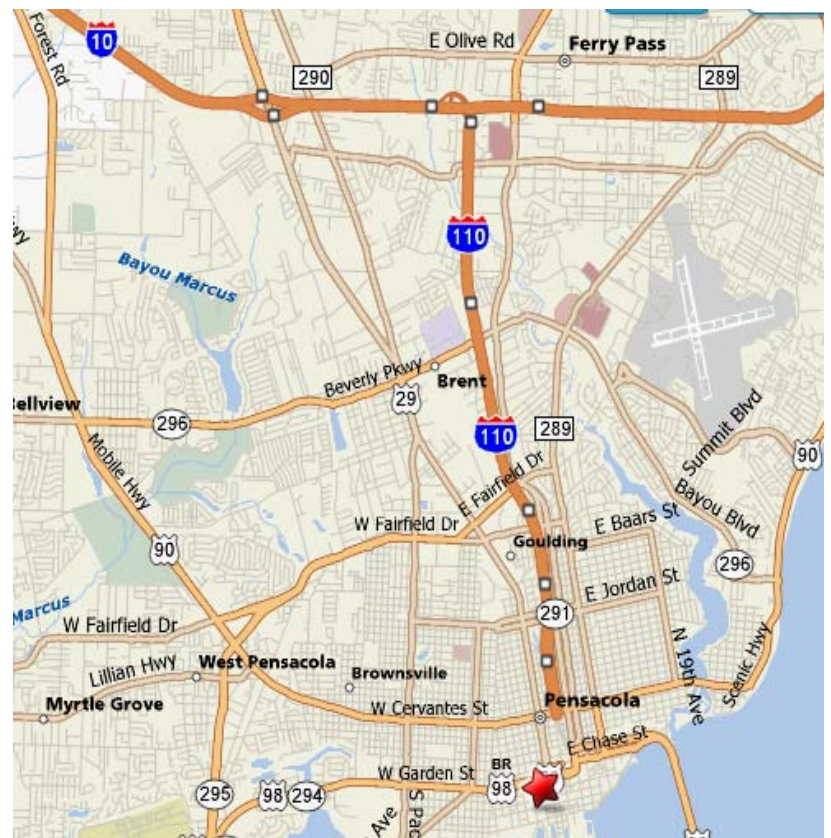 10
Forest Rd
E Olive Rd
Ferry Pass
290
289
110
Bayou Marcus
Beverly Pkwy
Brent
29
Bellview
296
110
289
Summit Blvd
90
Mobile Hwy
E Fairfield Dr
Bayou Blvd
W Fairfield Dr
E Baars St
90
Goulding
296
E Jordan St
Marcus
291
W Fairfield Dr
N 19th Ave
Scenic Hwy
Lillian Hwy
West Pensacola
Brownsville
Myrtle Grove
W Cervantes St
Pensacola
E Chase St
W Garden St
BR
98
295
98
294
Ave
S Pac